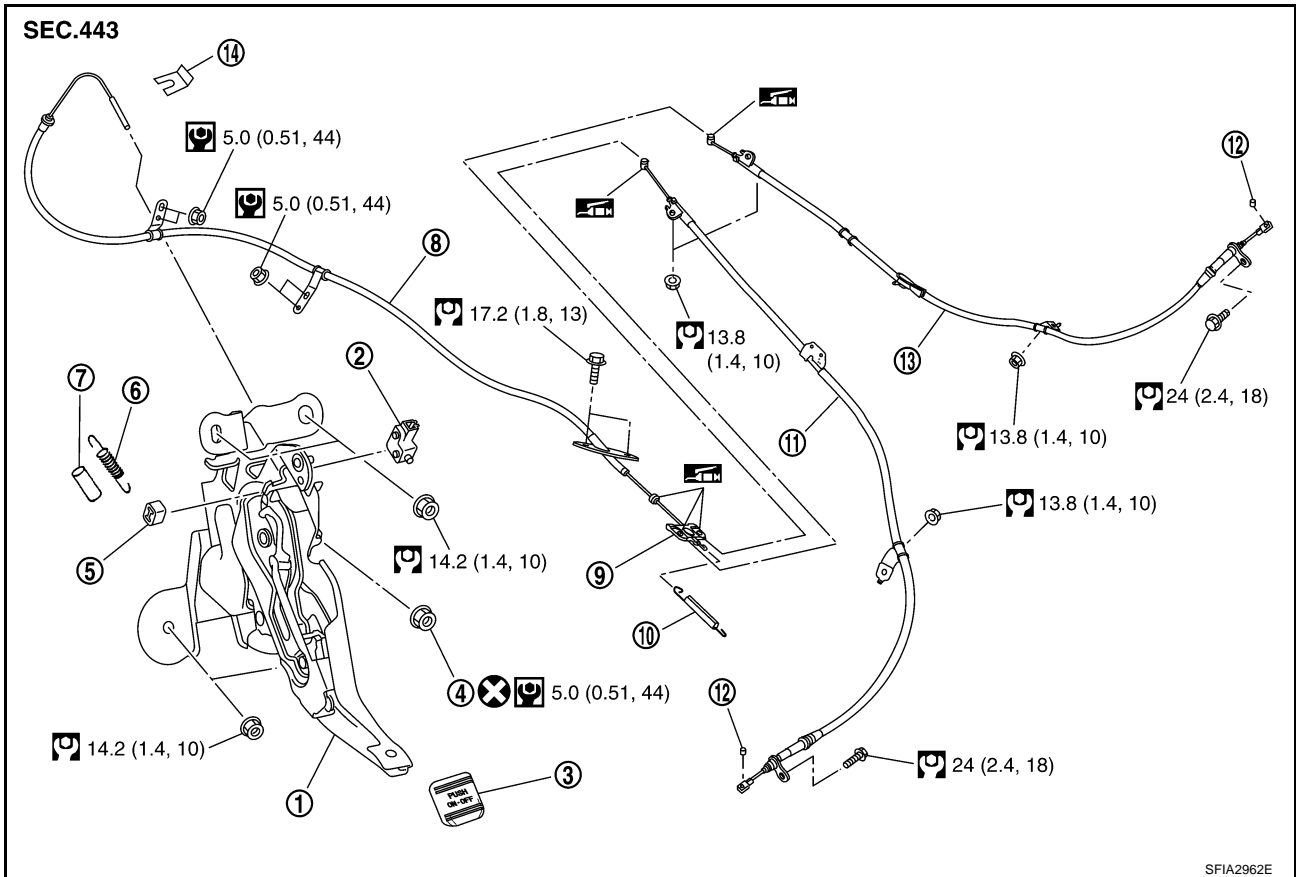 SEC.443
14
5.0 (0.51, 44)
12
5.0 (0.51, 44)
8
17.2 (1.8, 13)
13.8
(1.4, 10)
2
13
7
6
24 (2.4, 18)
11
13.8 (1.4, 10)
13.8 (1.4, 10)
14.2 (1.4, 10)
5
9
10
4
5.0 (0.51, 44)
12
14.2 (1.4, 10)
24 (2.4, 18)
3
PUSH
ON-OFF
1
SFIA2962E